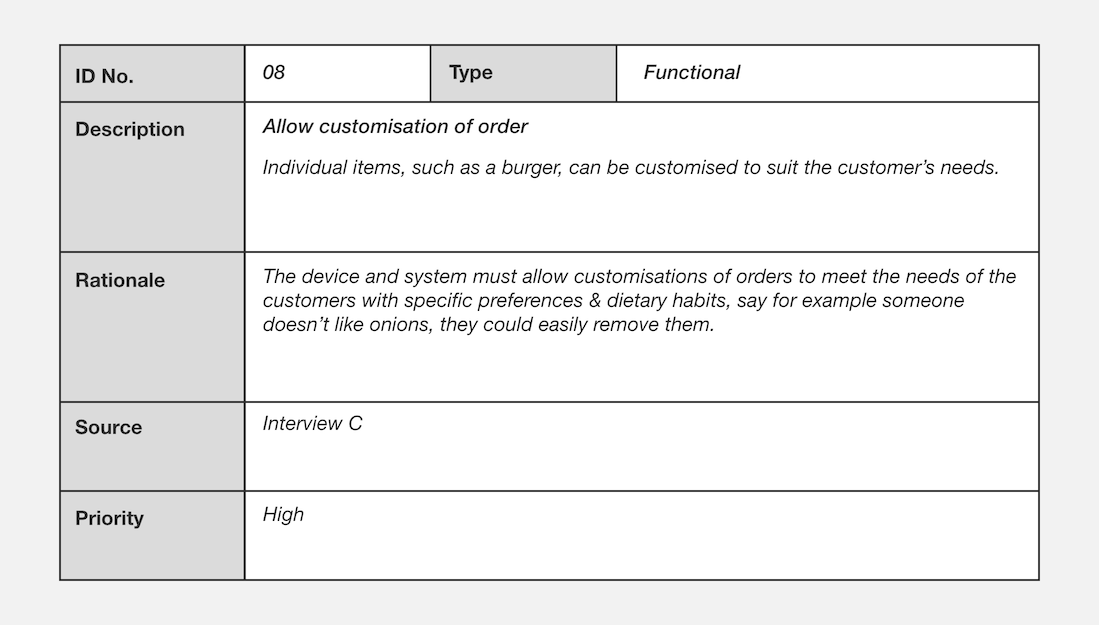 ID No. 08 Type Functional
Description Allow customisation of order
Individual items, such as a burger, can be customised to suit the customer’s needs.
Rationale The device and system must allow customisations of orders to meet the needs of the
customers with specific preferences & dietary habits, say for example someone
doesn’t like onions, they could easily remove them.
Source Interview C
Priority High